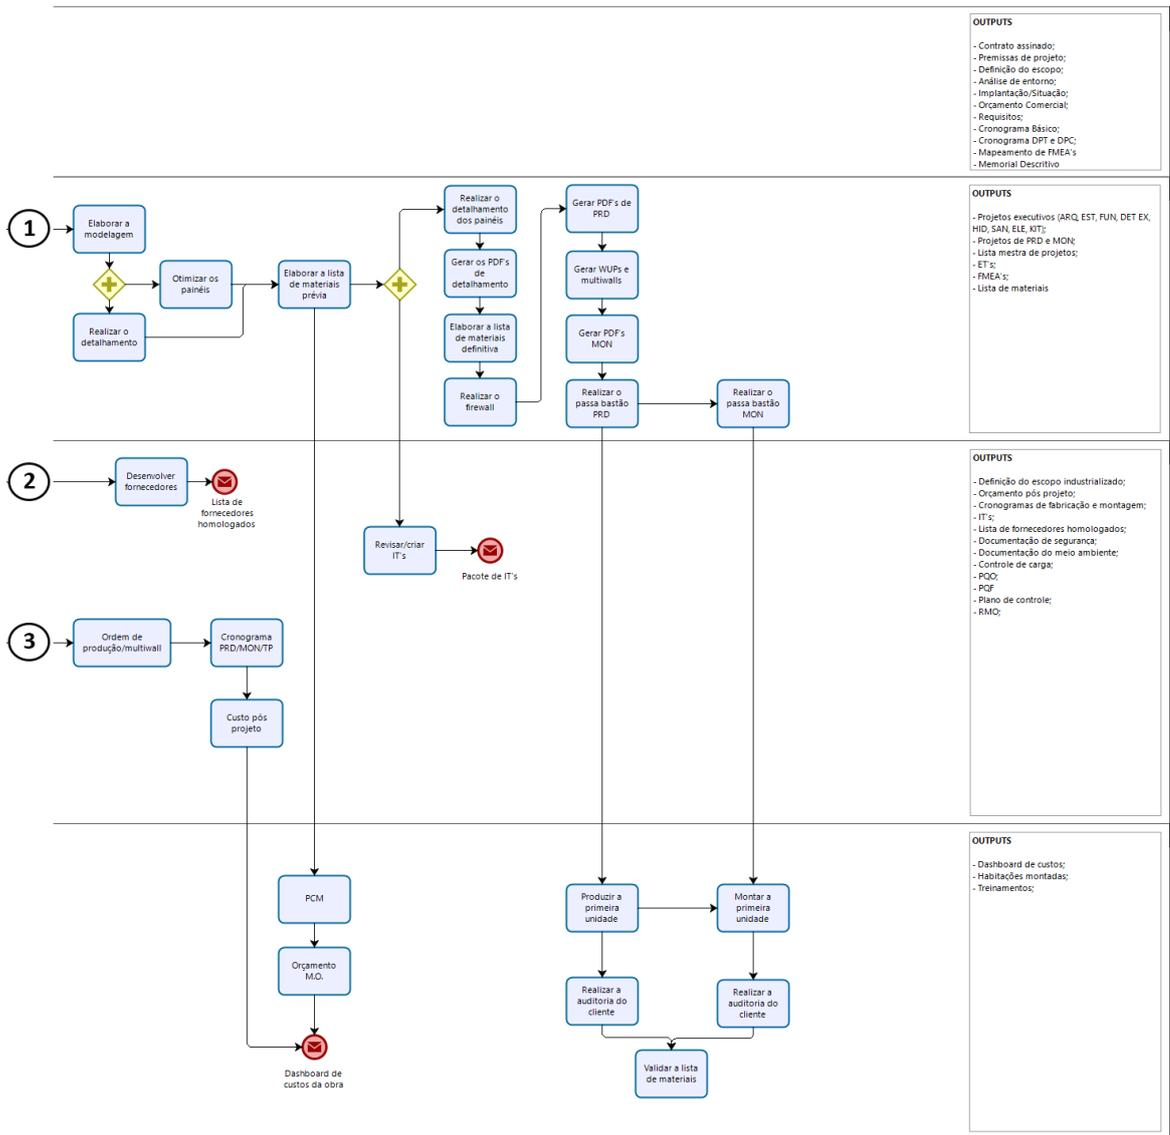 OUTPUTS
- Contrato assinado;
- Premissas de projeto;
- Definição do escopo;
- Análise de entorno;
- Implantação/Situação;
- Orçamento Comercial;
- Requisitos;
- Cronograma Básico;
- Cronograma DPT e DPC;
- Mapeamento de FMEA's
- Memorial Descritivo
1
Elaborar a
modelagem
Otimizar os
painéis
Realizar o
detalhamento
Elaborar a lista
de materiais
prévia
Realizar o
detalhamento
dos painéis
Gerar os PDF's
de
detalhamento
Elaborar a lista
de materiais
definitiva
Realizar o
firewall
Gerar PDF's de
PRD
Gerar WUPs e
multiwalls
Gerar PDF's
MON
Realizar o
passa bastão
PRD
Realizar o
passa bastão
MON
OUTPUTS
- Projetos executivos (ARQ, EST, FUN, DET EX,
HID, SAN, ELE, KIT);
- Projetos de PRD e MON;
- Lista mestra de projetos;
- ET's;
- FMEA's;
- Lista de materiais
2
Desenvolver
fornecedores
Lista de
fornecedores
homologados
Revisar/criar
IT's
Pacote de IT's
3
Ordem de
produção/multiwall
Cronograma
PRD/MON/TP
Custo pós
projeto
OUTPUTS
- Definição do escopo industrializado;
- Orçamento pós projeto;
- Cronogramas de fabricação e montagem;
- IT's;
- Lista de fornecedores homologados;
- Documentação de segurança;
- Documentação do meio ambiente;
- Controle de carga;
- PQO;
- PQF
- Plano de controle;
- RMO;
PCM
Orçamento
M.O.
Dashboard de
custos da obra
Produzir a
primeira
unidade
Montar a
primeira
unidade
Realizar a
auditoria do
cliente
Realizar a
auditoria do
cliente
Validar a lista
de materiais
OUTPUTS
- Dashboard de custos;
- Habitações montadas;
- Treinamentos;